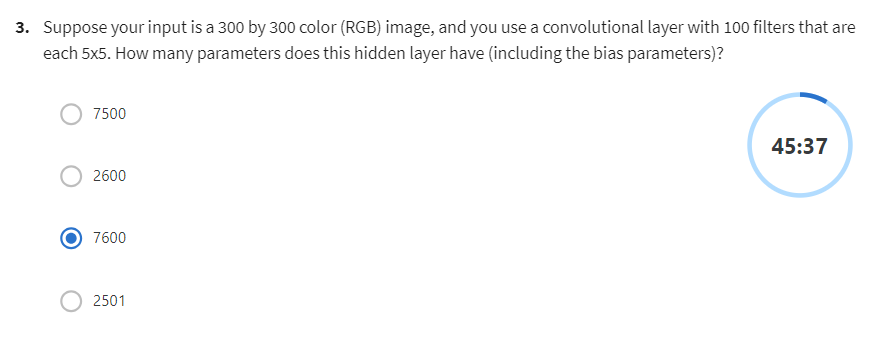 3. Suppose your input is a 300 by 300 color (RGB) image, and you use a convolutional layer with 100 filters that are
each 5x5. How many parameters does this hidden layer have (including the bias parameters)?
7500
45:37
2600
7600
2501